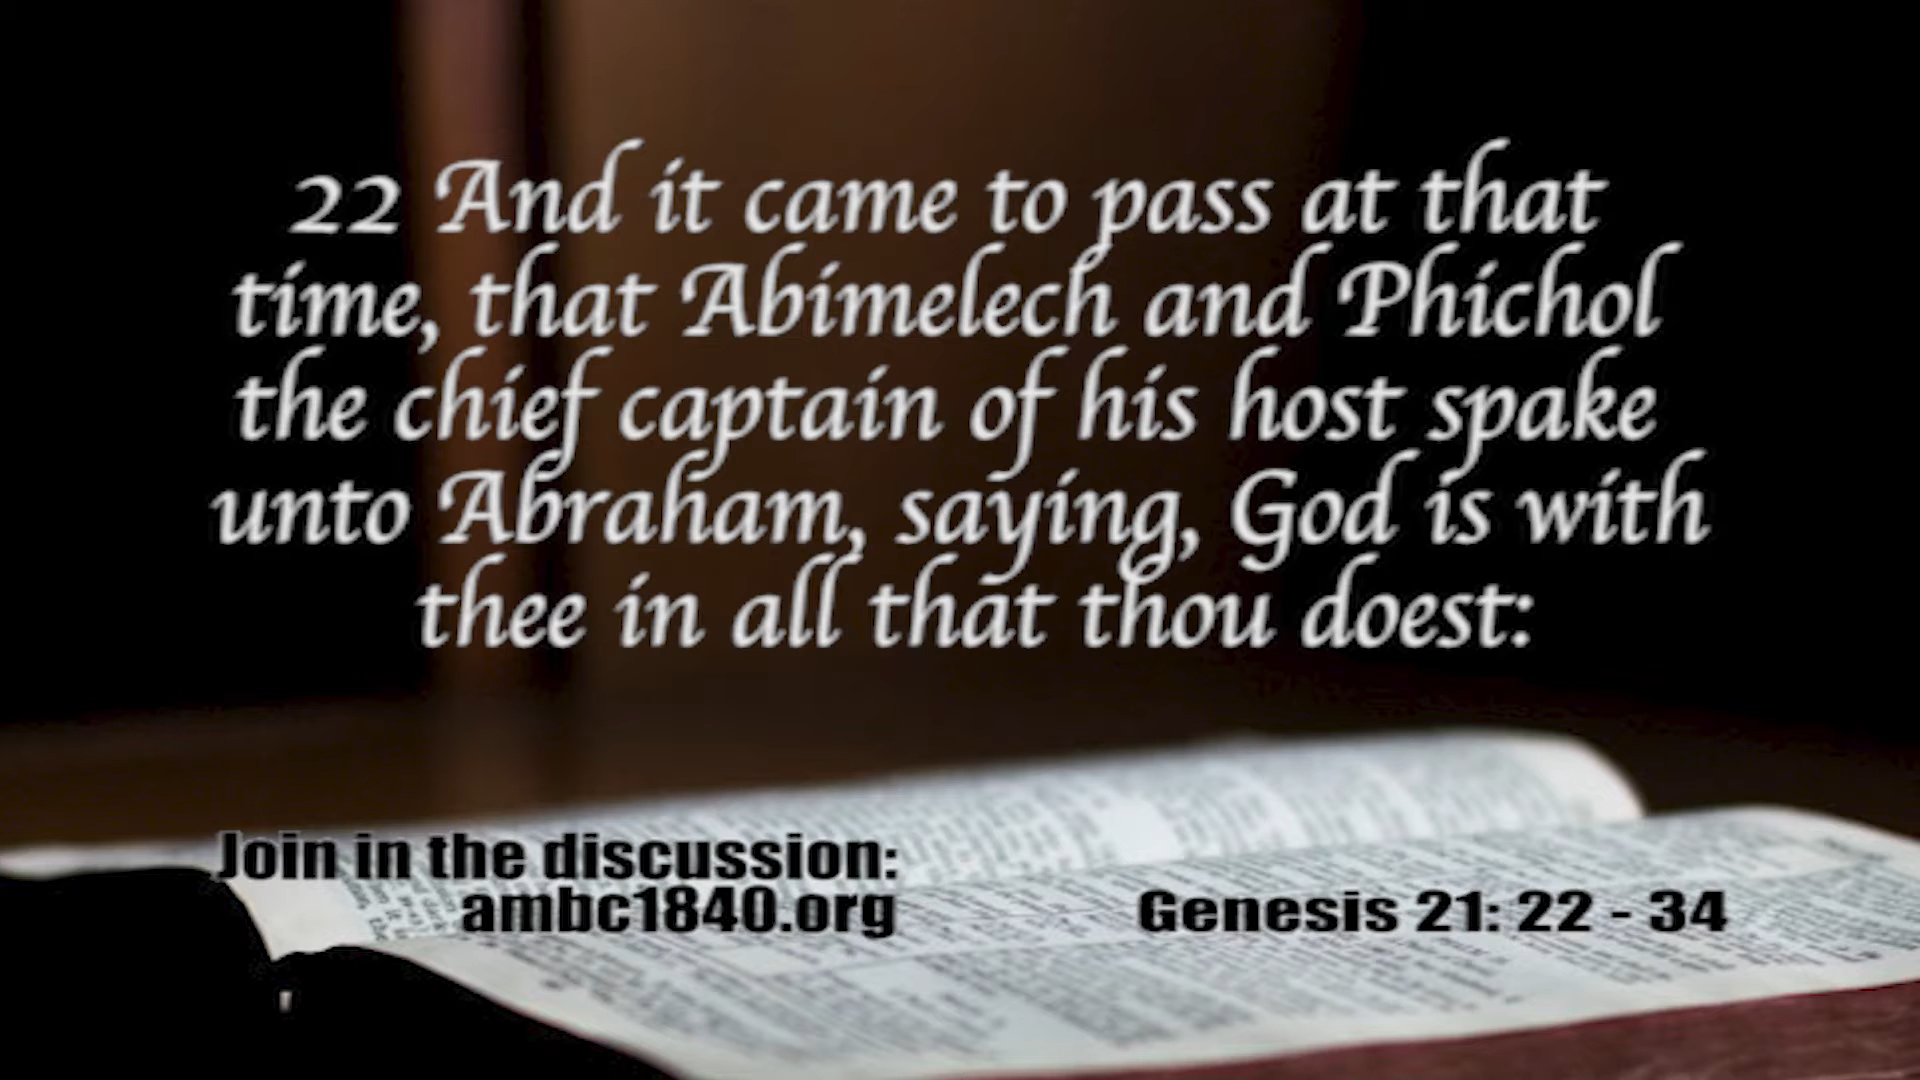 22 And it came to pass at that
time, that Abimelech and Phichol
the chief captain of his host spake
unto Abraham, saying, God is with
thee in all that thou doest:
Join in the discussion:
ambc1840.org
Genesis 21: 22 - 34